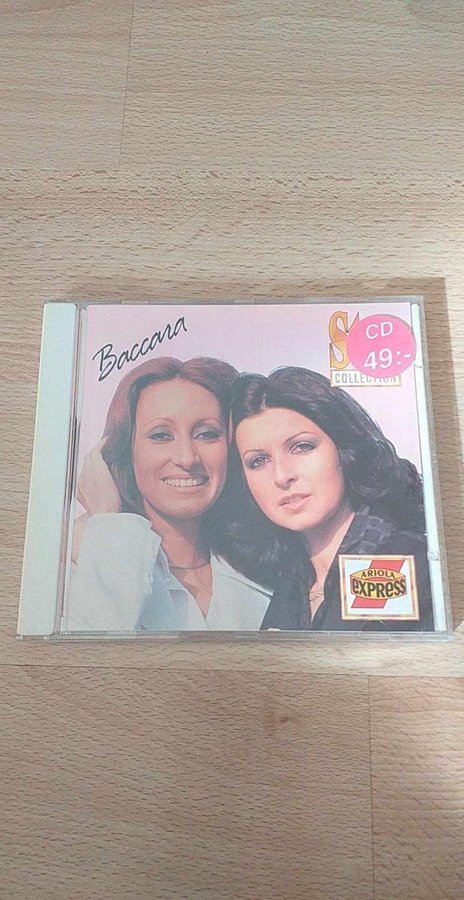 Baccara
CD
49:-
COLLECTION
ARIOLA
EXPRESS